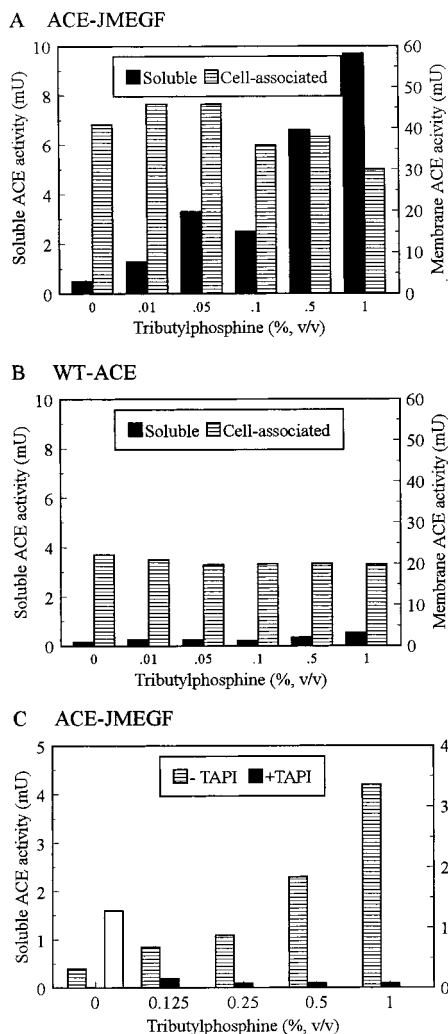 A ACE-JMEGF
Soluble Cell-associated
Soluble ACE activity (mU)
10
8
6
4
2
0
Membrane ACE acivity (mU)
60
50
40
30
20
10
0
0 .01 .05 .1 .5 1
Tributylphosphine (%, v/v)
B WT-ACE
Soluble Cell-associated
Soluble ACE activity (mU)
10
8
6
4
2
0
Membrane ACE activity (mU)
60
50
40
30
20
10
0
0 .01 .05 .1 .5 1
Tributylphosphine (%, v/v)
C ACE-JMEGF
- TAPI +TAPI
Soluble ACE activity (mU)
5
4
3
2
1
0
4
3
2
1
0
0 0.125 0.25 0.5 1
Tributylphosphine (%, v/v)